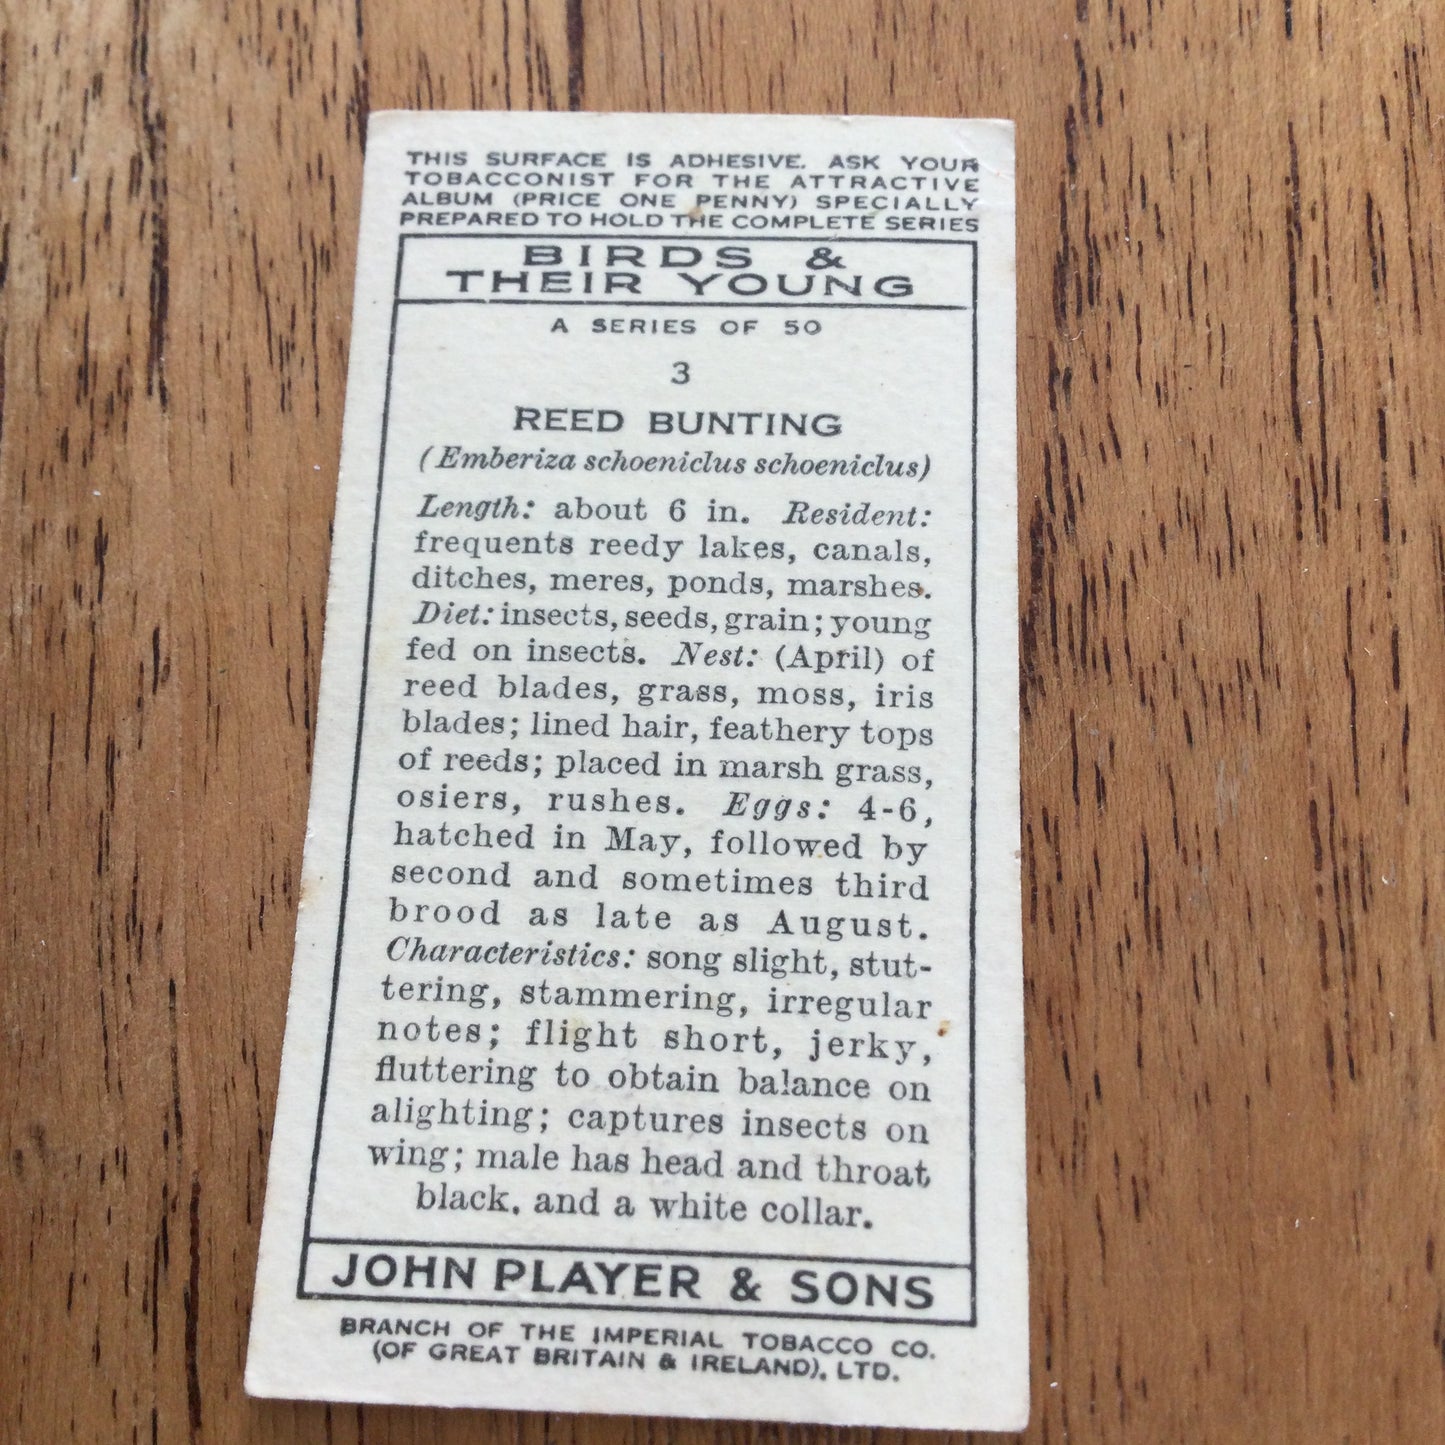 THIS SURFACE IS ADHESIVE. ASK YOUR
TOBACCONIST FOR THE ATTRACTIVE
ALBUM (PRICE ONE PENNY) SPECIALLY
PREPARED TO HOLD THE COMPLETE SERIES
BIRDS &
THEIR YOUNG
A SERIES OF 50
3
REED BUNTING
(Emberiza schoeniclus schoeniclus)
Length: about 6 in. Resident:
frequents reedy lakes, canals,
ditches, meres, ponds, marshes.
Diet: insects, seeds, grain; young
fed on insects. Nest: (April) of
reed blades, grass, moss, iris
blades; lined hair, feathery tops
of reeds; placed in marsh grass,
osiers, rushes. Eggs: 4-6,
hatched in May, followed by
second and sometimes third
brood as late as August.
Characteristics: song slight, stut-
tering, stammering, irregular
notes; flight short, jerky,
fluttering to obtain balance on
alighting; captures insects on
wing; male has head and throat
black, and a white collar.
JOHN PLAYER & SONS
BRANCH OF THE IMPERIAL TOBACCO CO.
(OF GREAT BRITAIN & IRELAND), LTD.